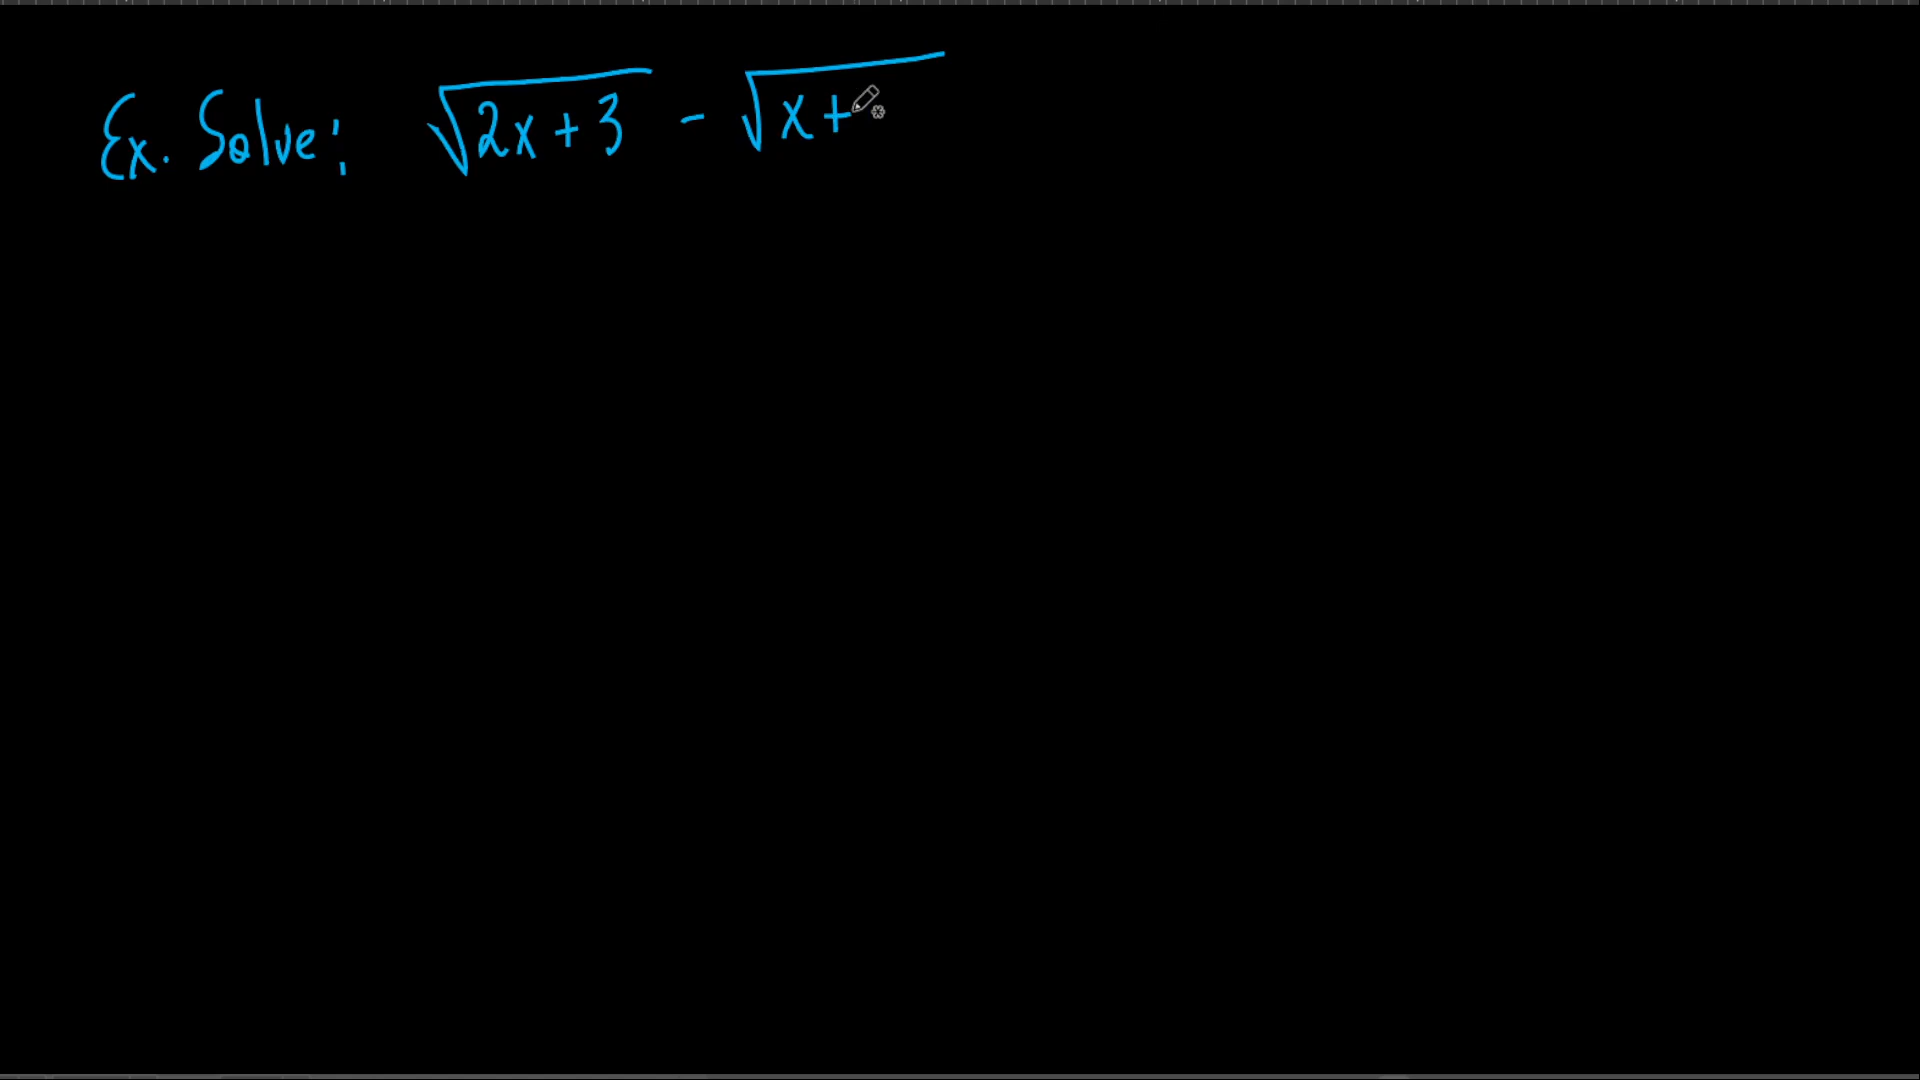 Ex. Solve: √(2x+3) - √(x+